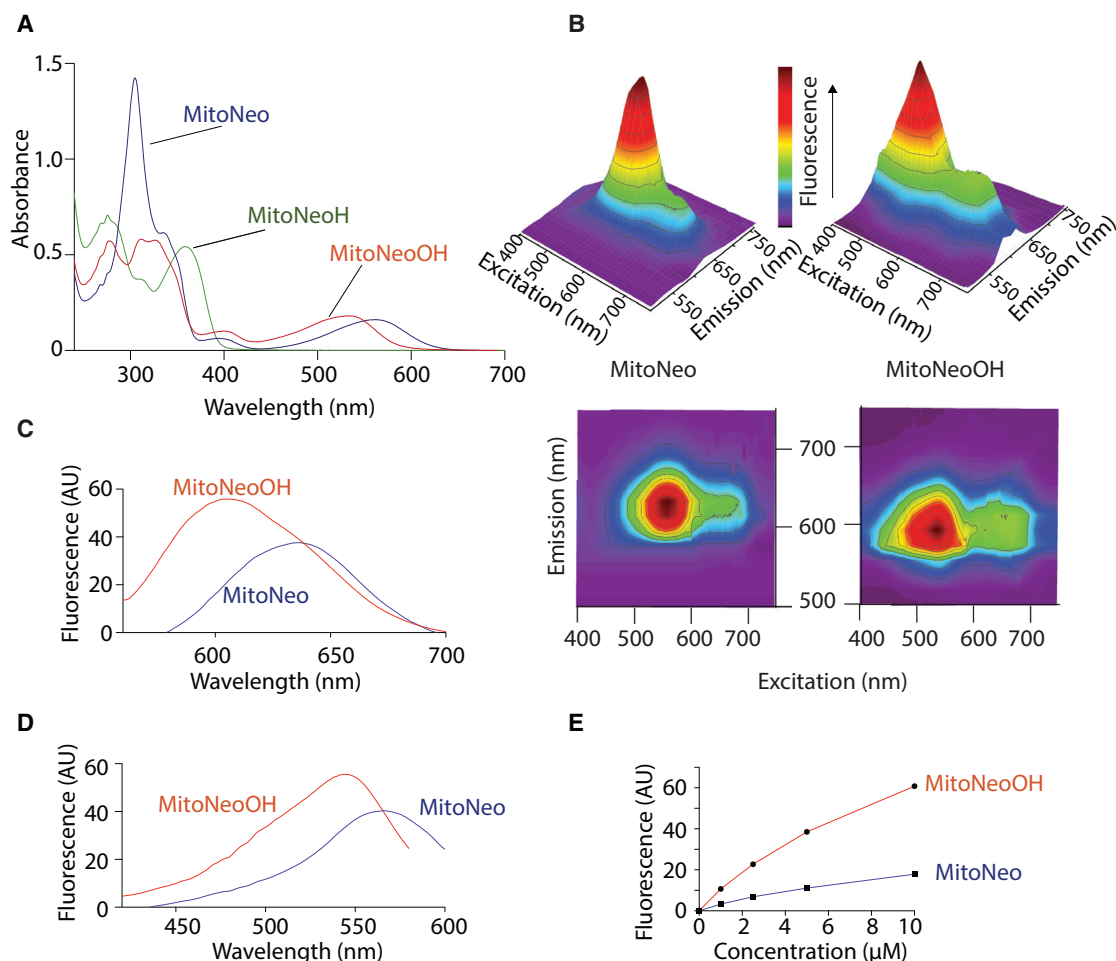 A
1.5
1.0
0.5
0
Absorbance
MitoNeo
MitoNeoH
MitoNeoOH
300 400 500 600 700
Wavelength (nm)
B
Fluorescence
400
500
600
700
Excitation (nm)
550
650
750
Emission (nm)
MitoNeo
400
500
600
700
Excitation (nm)
550
650
750
Emission (nm)
MitoNeoOH
Emission (nm)
700
600
500
400 500 600 700
400 500 600 700
Excitation (nm)
C
Fluorescence (AU)
60
40
20
0
MitoNeoOH
MitoNeo
600 650 700
Wavelength (nm)
D
Fluorescence (AU)
60
40
20
0
MitoNeoOH
MitoNeo
450 500 550 600
Wavelength (nm)
E
Fluorescence (AU)
60
40
20
0
MitoNeoOH
MitoNeo
0 2 4 6 8 10
Concentration (µM)